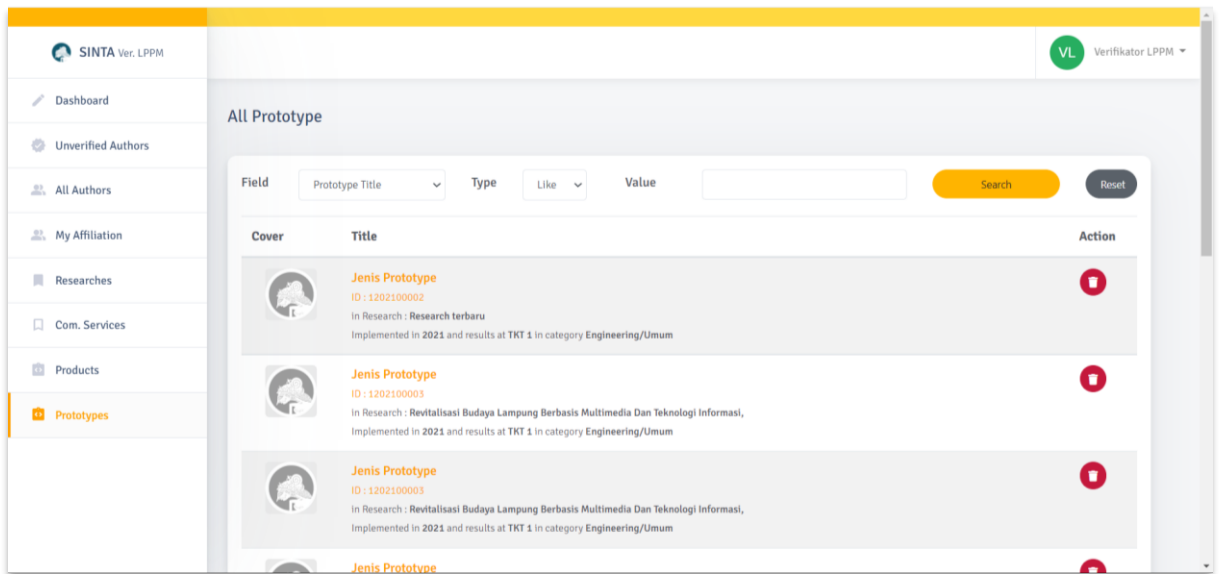 SINTA Ver. LPPM
VL Verifikator LPPM
Dashboard
Unverified Authors
All Authors
My Affiliation
Researches
Com. Services
Products
Prototypes
All Prototype
Field Prototype Title Type Like Value Search Reset
Cover Title Action
Jenis Prototype
ID : 1202100002
in Research : Research terbaru
Implemented in 2021 and results at TKT 1 in category Engineering/Umum
Jenis Prototype
ID : 1202100003
in Research : Revitalisasi Budaya Lampung Berbasis Multimedia Dan Teknologi Informasi,
Implemented in 2021 and results at TKT 1 in category Engineering/Umum
Jenis Prototype
ID : 1202100003
in Research : Revitalisasi Budaya Lampung Berbasis Multimedia Dan Teknologi Informasi,
Implemented in 2021 and results at TKT 1 in category Engineering/Umum
Jenis Prototype